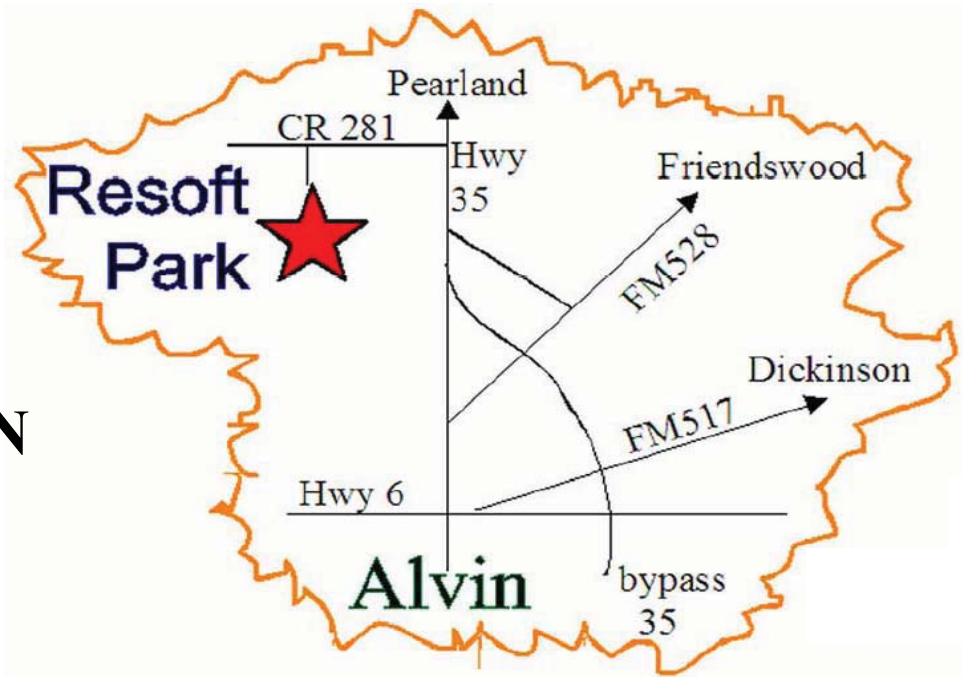 Pearland
CR 281
Hwy
35
Friendswood
Resoft
Park
FM528
Dickinson
FM517
N
Hwy 6
Alvin
bypass
35